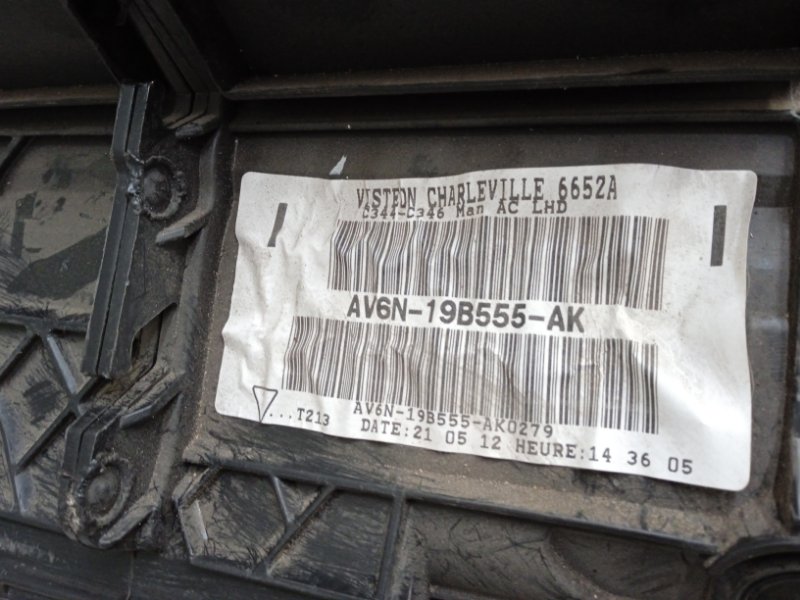 VISTEON CHARLEVILLE 6652A
C344-C346 Man AC LHD
AV6N-19B555-AK
AV6N-19B555-AK0279
...T213
DATE:21 05 12 HEURE:14 36 05